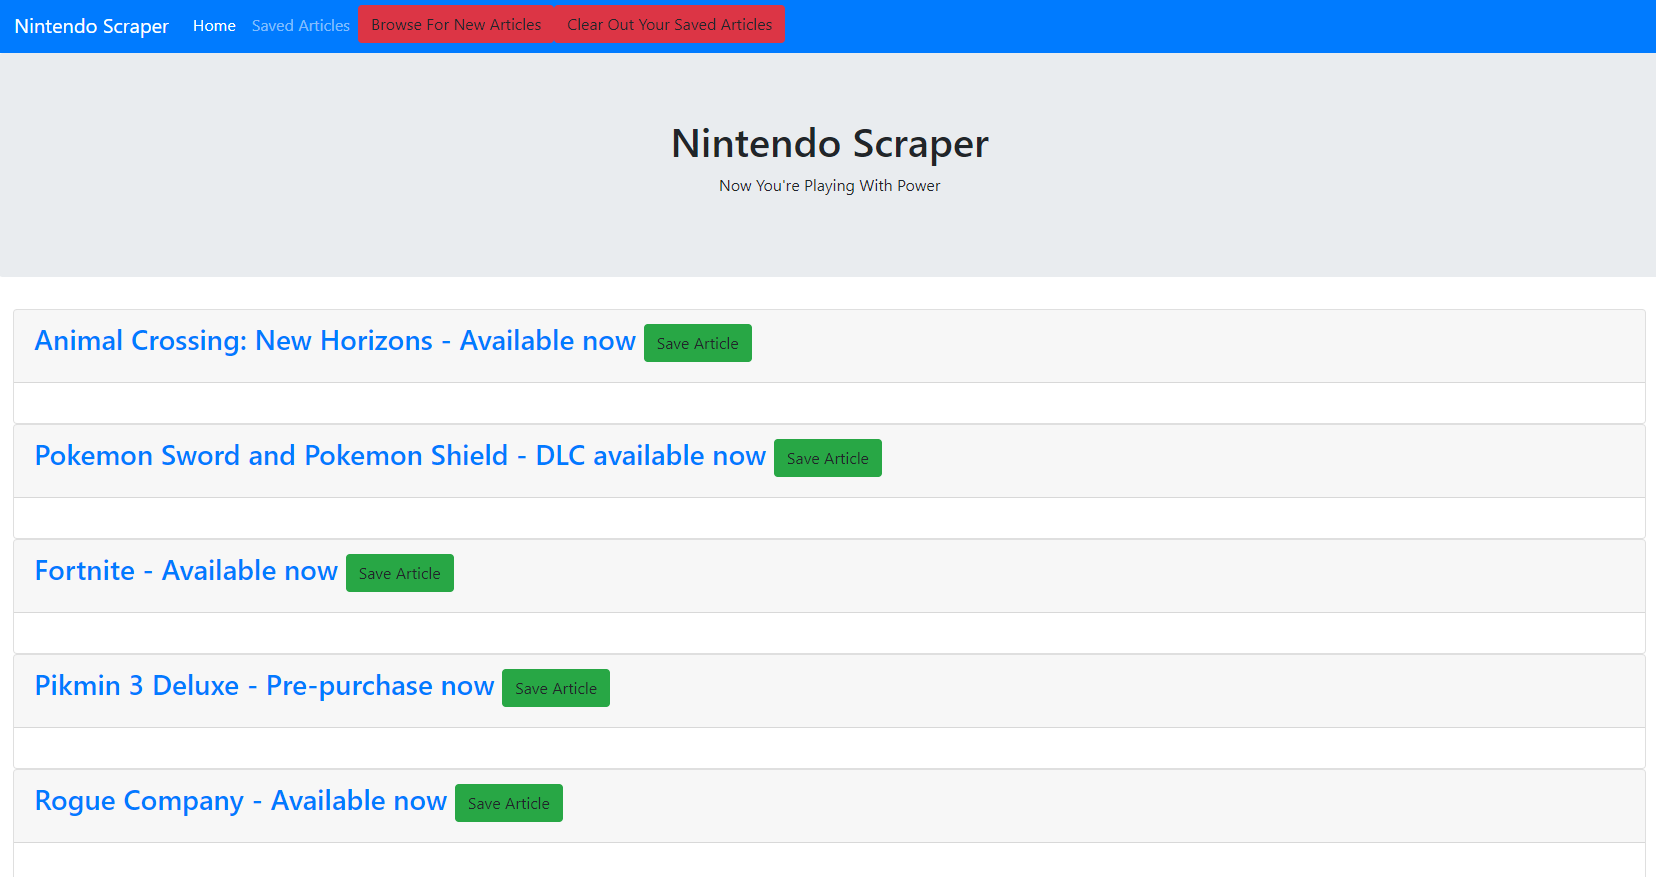 Nintendo Scraper Home Saved Articles Browse For New Articles Clear Out Your Saved Articles
Nintendo Scraper
Now You're Playing With Power
Animal Crossing: New Horizons - Available now Save Article
Pokemon Sword and Pokemon Shield - DLC available now Save Article
Fortnite - Available now Save Article
Pikmin 3 Deluxe - Pre-purchase now Save Article
Rogue Company - Available now Save Article